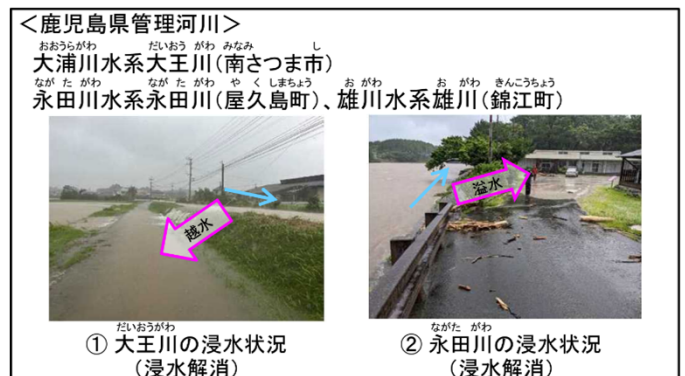 ＜鹿児島県管理河川＞
おおうらがわ だいおう がわ みなみ し
大浦川水系大王川(南さつま市)
ながたがわ ながたがわ やくしまちょう おがわ おがわ きんこうちょう
永田川水系永田川(屋久島町)、雄川水系雄川(錦江町)
越水
溢水
だいおうがわ
① 大王川の浸水状況
(浸水解消)
ながたがわ
② 永田川の浸水状況
(浸水解消)